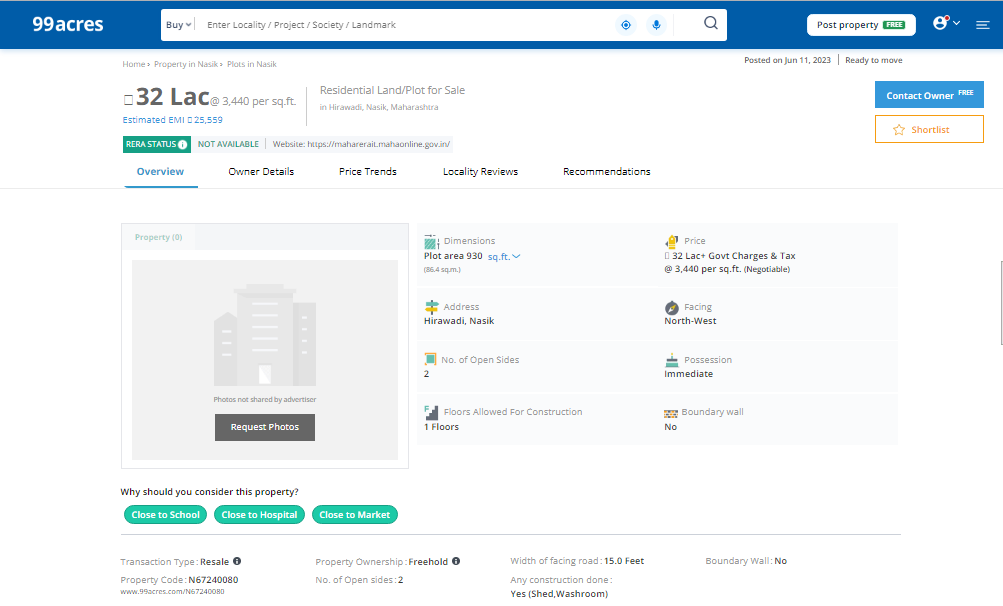 99acres
Buy
Enter Locality / Project / Society / Landmark
Post property FREE
Home › Property in Nasik › Plots in Nasik
Posted on Jun 11, 2023 | Ready to move
32 Lac @ 3,440 per sq.ft.
Estimated EMI 25,559
Residential Land/Plot for Sale
in Hirawadi, Nasik, Maharashtra
Contact Owner FREE
Shortlist
RERA STATUS NOT AVAILABLE | Website: https://maharerait.mahaonline.gov.in/
Overview
Owner Details
Price Trends
Locality Reviews
Recommendations
Property (0)
Photos not shared by advertiser
Request Photos
Dimensions
Plot area 930 sq.ft.
(86.4 sq.m.)
Price
32 Lac+ Govt Charges & Tax
@ 3,440 per sq.ft. (Negotiable)
Address
Hirawadi, Nasik
Facing
North-West
No. of Open Sides
2
Possession
Immediate
Floors Allowed For Construction
1 Floors
Boundary wall
No
Why should you consider this property?
Close to School
Close to Hospital
Close to Market
Transaction Type : Resale
Property Ownership : Freehold
Width of facing road : 15.0 Feet
Boundary Wall : No
Property Code : N67240080
www.99acres.com/N67240080
No. of Open sides : 2
Any construction done :
Yes (Shed,Washroom)